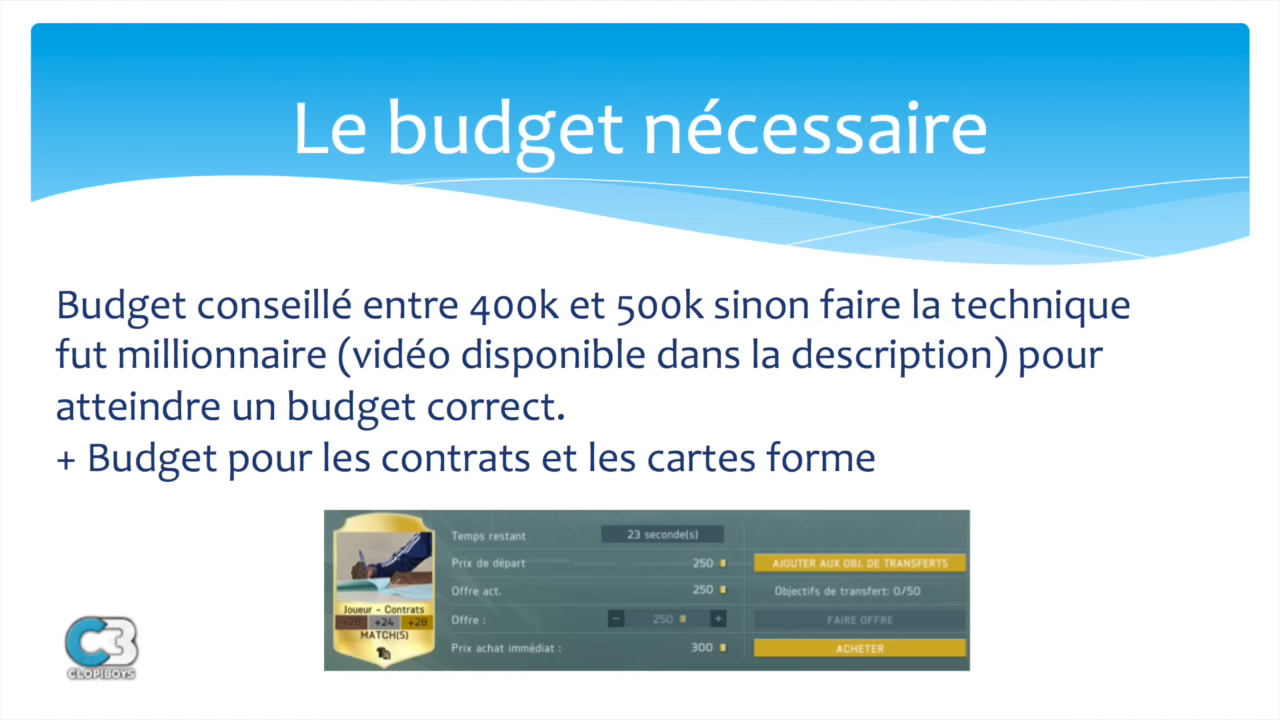 Le budget nécessaire
Budget conseillé entre 400k et 500k sinon faire la technique
fut millionnaire (vidéo disponible dans la description) pour
atteindre un budget correct.
+ Budget pour les contrats et les cartes forme
Temps restant 23 seconde(s)
Prix de départ 250 AJOUTER AUX OBJ. DE TRANSFERTS
Offre act. 250 Objectifs de transfert: 0/50
Joueur - Contrats
+24 +28
MATCH(S)
Offre : - 250 + FAIRE OFFRE
Prix achat immédiat : 300 ACHETER
C3
CLOPIBOYS